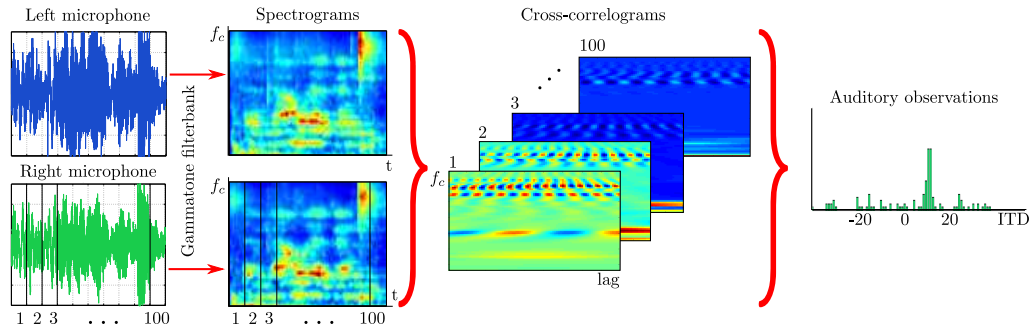 Left microphone
Spectrograms
Cross-correlograms
f_c
100
3
2
1
f_c
t
Gammatone filterbank
Right microphone
f_c
t
lag
1 2 3 . . . 100
1 2 3 . . . 100
Auditory observations
-20 0 20 ITD